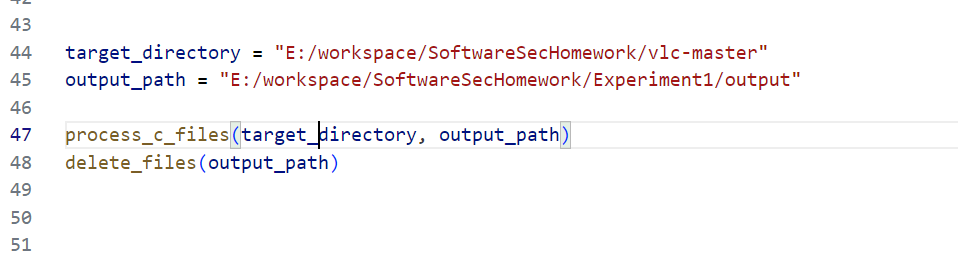 42
43
44 target_directory = "E:/workspace/SoftwareSecHomework/vlc-master"
45 output_path = "E:/workspace/SoftwareSecHomework/Experiment1/output"
46
47 process_c_files(target_directory, output_path)
48 delete_files(output_path)
49
50
51